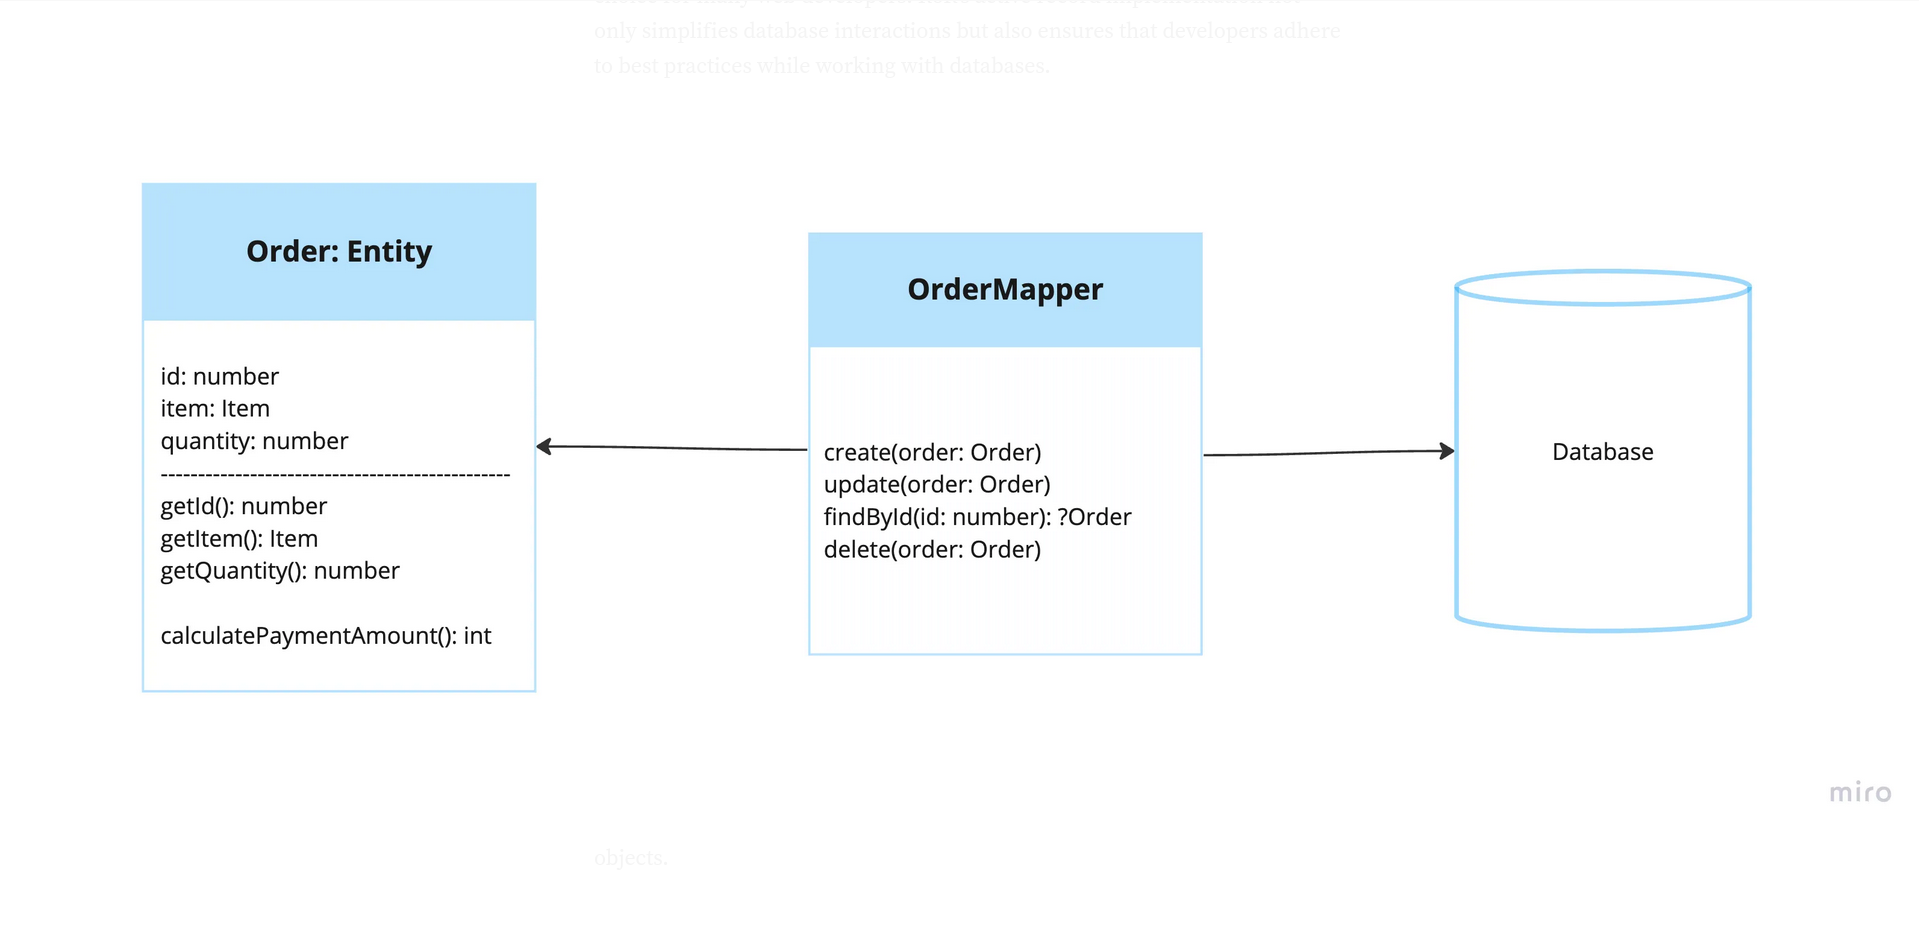 only simplifies database interactions but also ensures that developers adhere
to best practices while working with databases.
Order: Entity
id: number
item: Item
quantity: number
-----------------------------------------------
getId(): number
getItem(): Item
getQuantity(): number
calculatePaymentAmount(): int
OrderMapper
create(order: Order)
update(order: Order)
findById(id: number): ?Order
delete(order: Order)
Database
miro
objects.